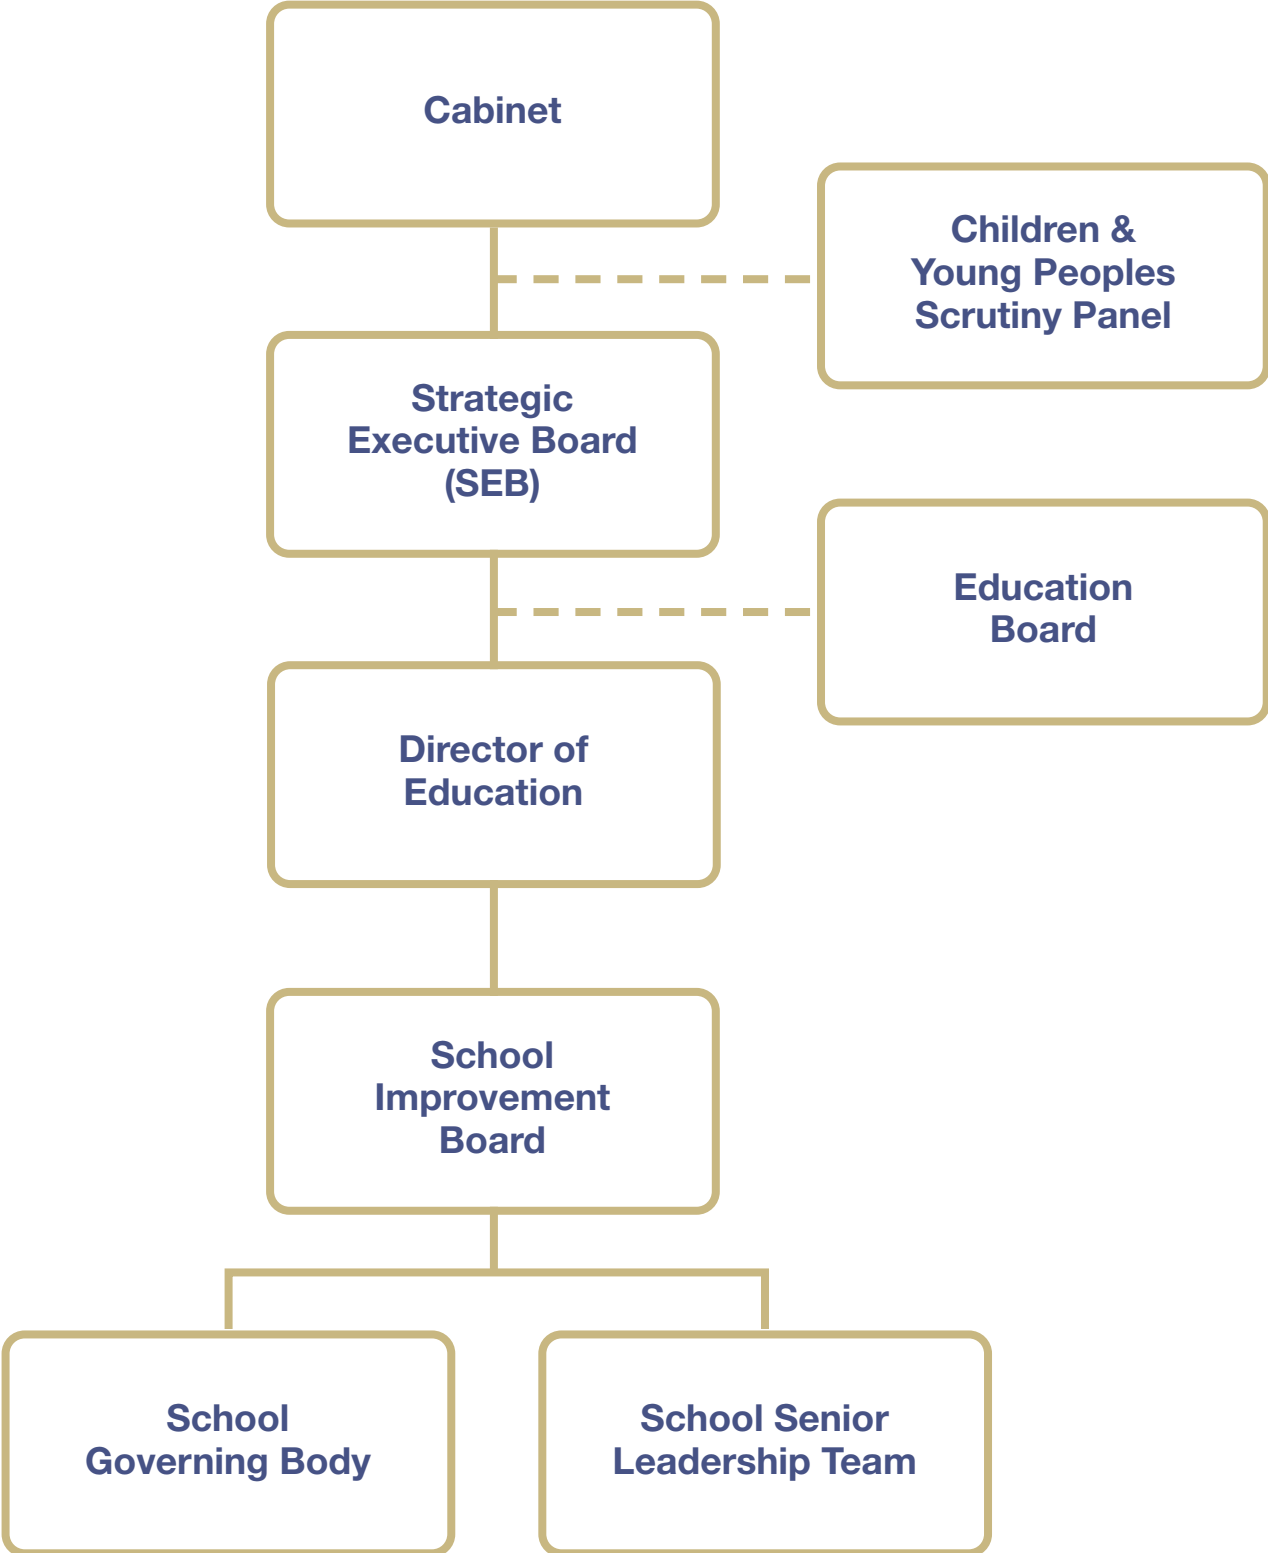 Cabinet
Children &
Young Peoples
Scrutiny Panel
Strategic
Executive Board
(SEB)
Education
Board
Director of
Education
School
Improvement
Board
School
Governing Body
School Senior
Leadership Team